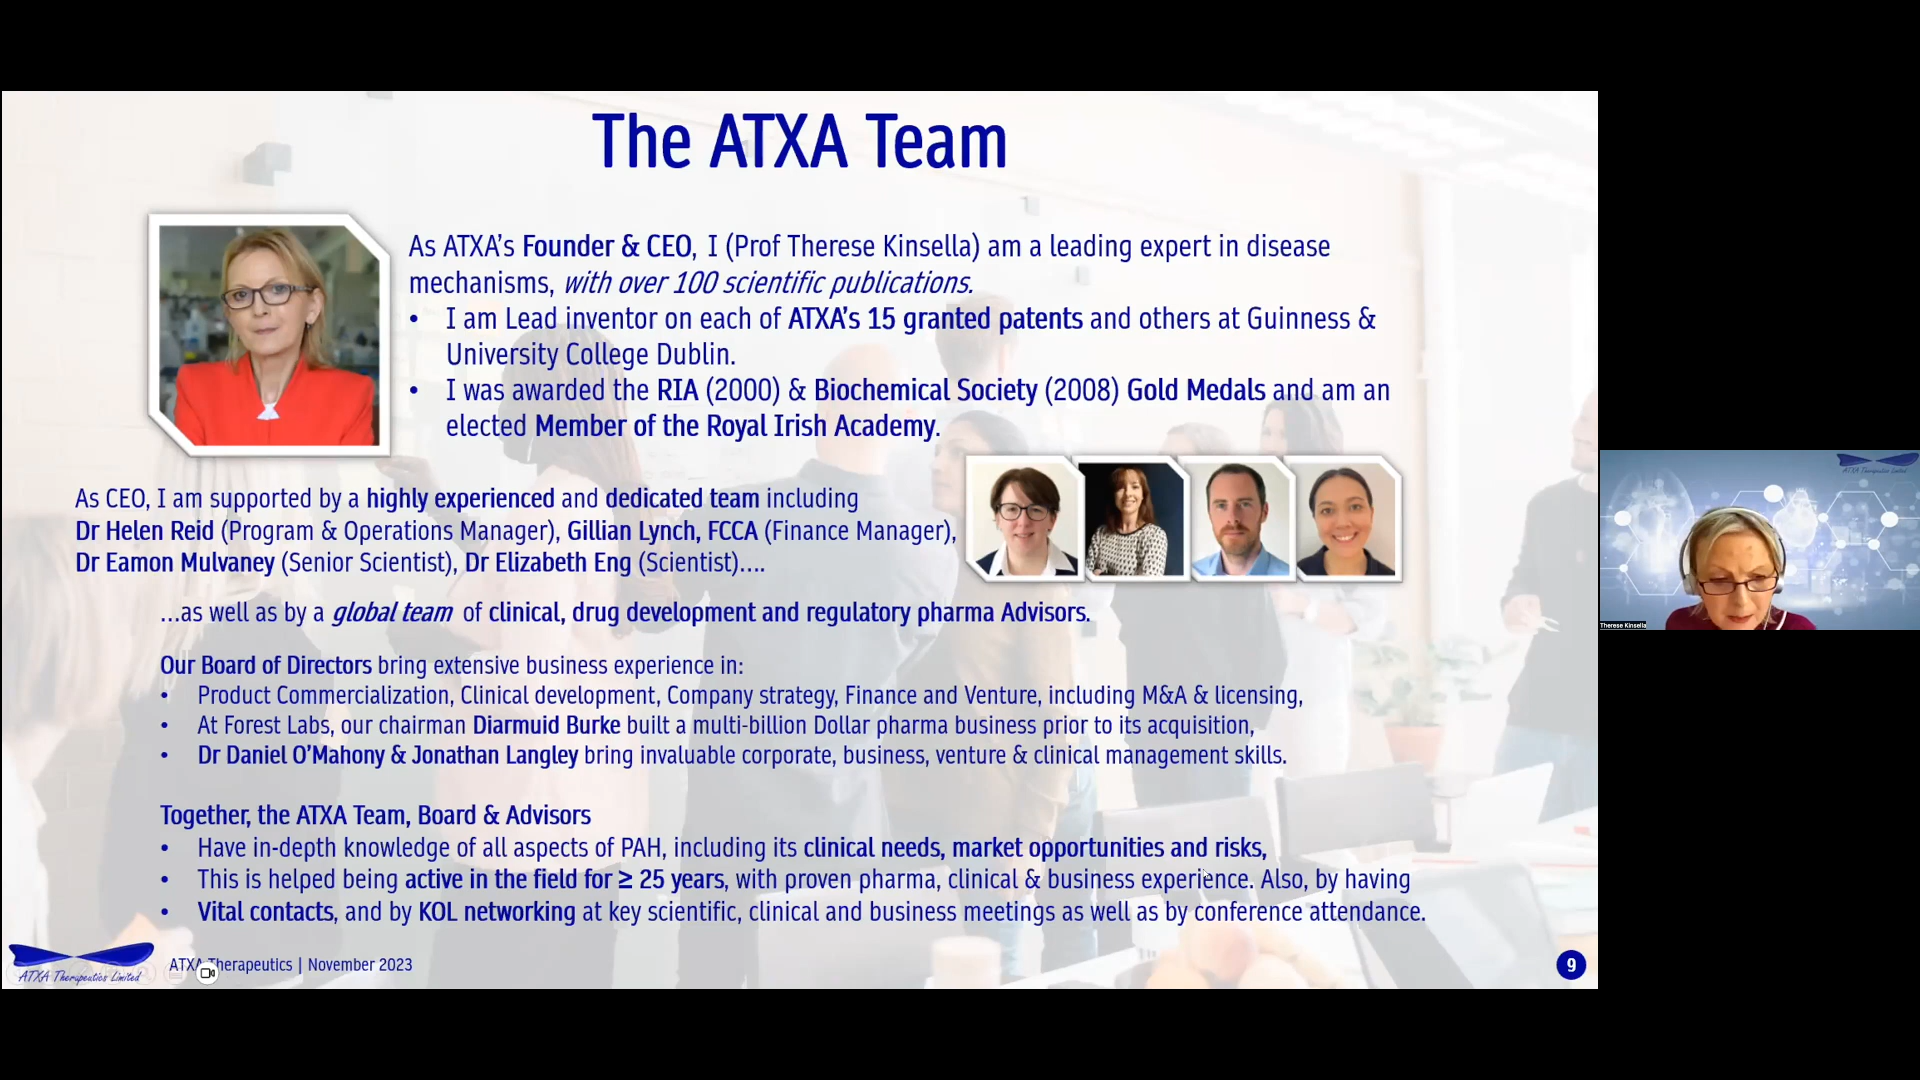 The ATXA Team
As ATXA's Founder & CEO, I (Prof Therese Kinsella) am a leading expert in disease
mechanisms, with over 100 scientific publications.
• I am Lead inventor on each of ATXA's 15 granted patents and others at Guinness &
University College Dublin.
• I was awarded the RIA (2000) & Biochemical Society (2008) Gold Medals and am an
elected Member of the Royal Irish Academy.
As CEO, I am supported by a highly experienced and dedicated team including
Dr Helen Reid (Program & Operations Manager), Gillian Lynch, FCCA (Finance Manager),
Dr Eamon Mulvaney (Senior Scientist), Dr Elizabeth Eng (Scientist)....
...as well as by a global team of clinical, drug development and regulatory pharma Advisors.
Our Board of Directors bring extensive business experience in:
• Product Commercialization, Clinical development, Company strategy, Finance and Venture, including M&A & licensing,
• At Forest Labs, our chairman Diarmuid Burke built a multi-billion Dollar pharma business prior to its acquisition,
• Dr Daniel O'Mahony & Jonathan Langley bring invaluable corporate, business, venture & clinical management skills.
Together, the ATXA Team, Board & Advisors
• Have in-depth knowledge of all aspects of PAH, including its clinical needs, market opportunities and risks,
• This is helped being active in the field for ≥ 25 years, with proven pharma, clinical & business experience. Also, by having
• Vital contacts, and by KOL networking at key scientific, clinical and business meetings as well as by conference attendance.
ATXA Therapeutics Limited
ATXA Therapeutics | November 2023
9
ATXA Therapeutics Limited
Therese Kinsella